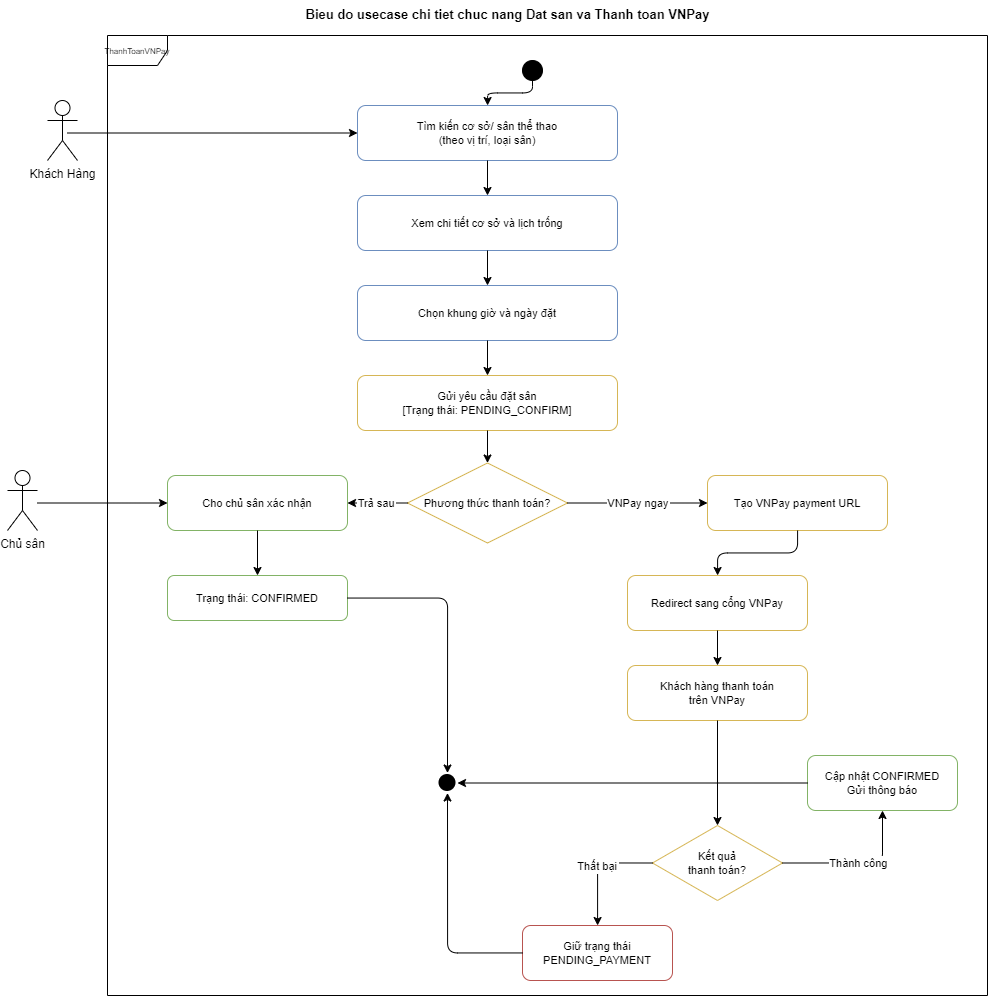 Bieu do usecase chi tiet chuc nang Dat san va Thanh toan VNPay
ThanhToanVNPay
Khách Hàng
Tìm kiến cơ sở/ sân thể thao
(theo vị trí, loại sân)
Xem chi tiết cơ sở và lịch trống
Chọn khung giờ và ngày đặt
Gửi yêu cầu đặt sân
[Trạng thái: PENDING_CONFIRM]
Chủ sân
Cho chủ sân xác nhận
Trả sau
Phương thức thanh toán?
VNPay ngay
Tạo VNPay payment URL
Trạng thái: CONFIRMED
Redirect sang cổng VNPay
Khách hàng thanh toán
trên VNPay
Cập nhật CONFIRMED
Gửi thông báo
Kết quả
thanh toán?
Thất bại
Thành công
Giữ trạng thái
PENDING_PAYMENT